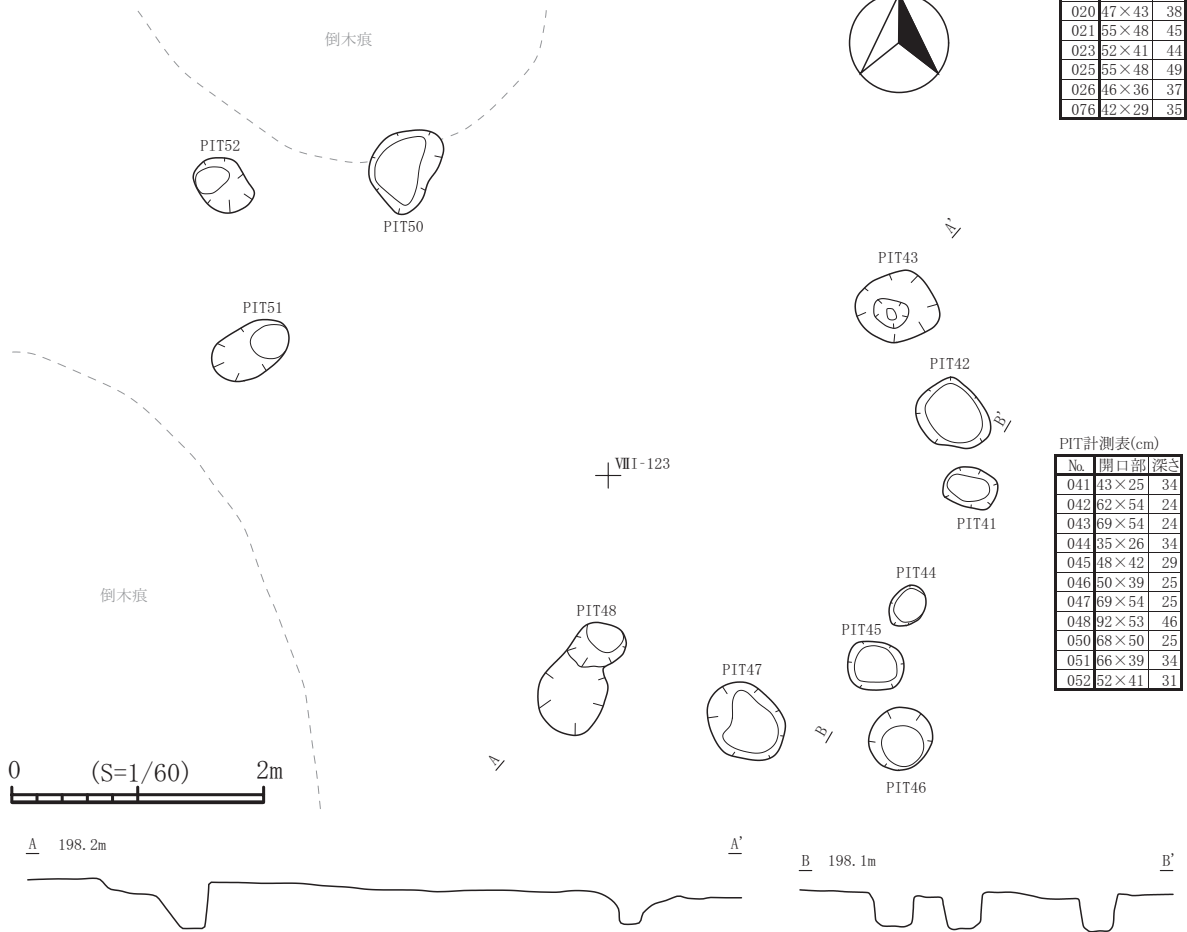 020 47×43 38
021 55×48 45
023 52×41 44
025 55×48 49
026 46×36 37
076 42×29 35
倒木痕
PIT52
PIT50
A'
PIT43
PIT51
PIT42
B'
PIT41
Ⅷ-123
倒木痕
PIT44
PIT48
PIT45
PIT47
B
A
PIT46
PIT計測表(cm)
№ 開口部 深さ
041 43×25 34
042 62×54 24
043 69×54 24
044 35×26 34
045 48×42 29
046 50×39 25
047 69×54 25
048 92×53 46
050 68×50 25
051 66×39 34
052 52×41 31
0 (S=1/60) 2m
A 198.2m A'
B 198.1m B'